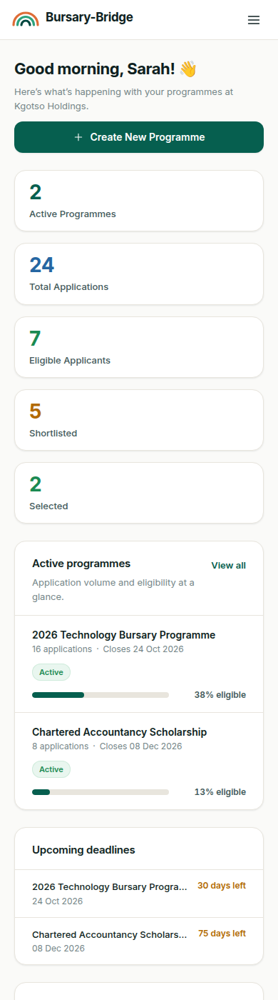 Bursary-Bridge
Good morning, Sarah! 👋
Here’s what’s happening with your programmes at
Kgotso Holdings.
+ Create New Programme
2
Active Programmes
24
Total Applications
7
Eligible Applicants
5
Shortlisted
2
Selected
Active programmes
View all
Application volume and eligibility at a
glance.
2026 Technology Bursary Programme
16 applications · Closes 24 Oct 2026
Active
38% eligible
Chartered Accountancy Scholarship
8 applications · Closes 08 Dec 2026
Active
13% eligible
Upcoming deadlines
2026 Technology Bursary Progra... 30 days left
24 Oct 2026
Chartered Accountancy Scholars... 75 days left
08 Dec 2026